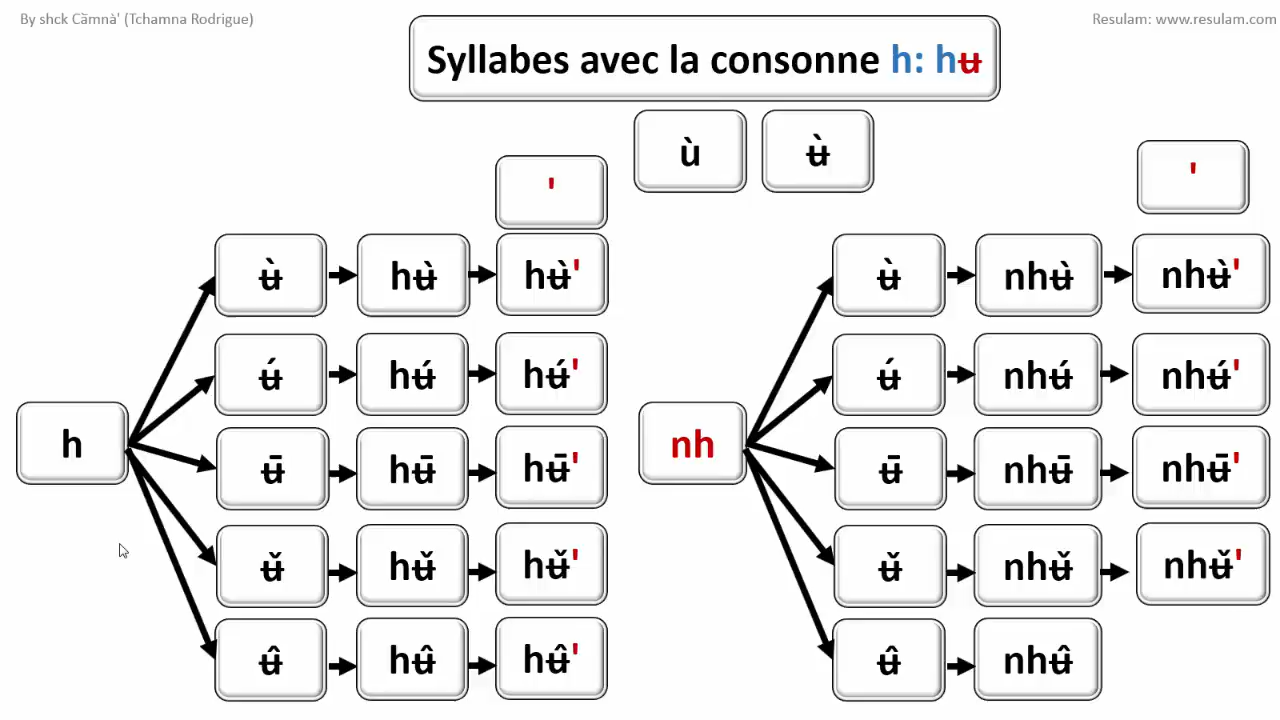 By shck Cãmnà' (Tchamna Rodrigue)
Resulam: www.resulam.com
Syllabes avec la consonne h: hʉ
ù ʉ̀
' '
ʉ̀ hʉ̀ hʉ̀' ʉ̀ nhʉ̀ nhʉ̀'
ʉ́ hʉ́ hʉ́' ʉ́ nhʉ́ nhʉ́'
h nh
ʉ̄ hʉ̄ hʉ̄' ʉ̄ nhʉ̄ nhʉ̄'
ʉ̌ hʉ̌ hʉ̌' ʉ̌ nhʉ̌ nhʉ̌'
ʉ̂ hʉ̂ hʉ̂' ʉ̂ nhʉ̂